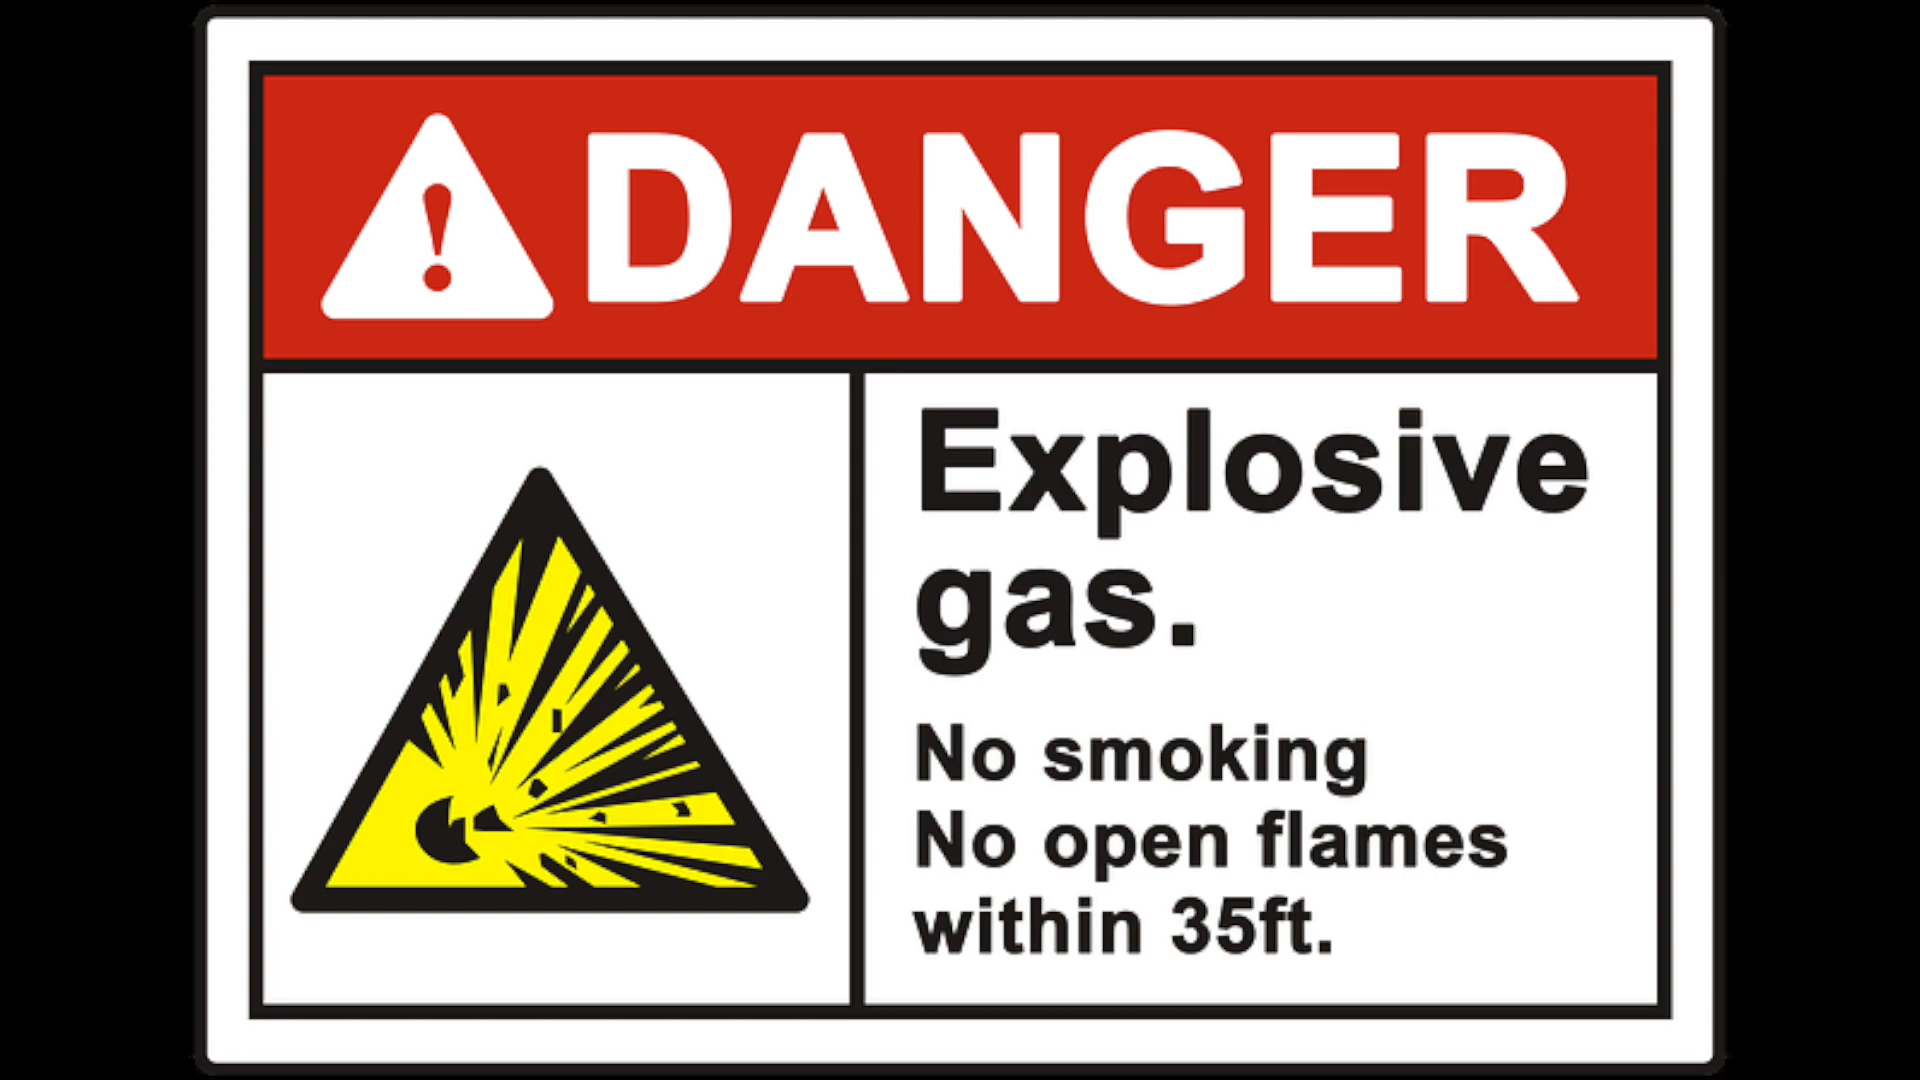 DANGER
Explosive
gas.
No smoking
No open flames
within 35ft.